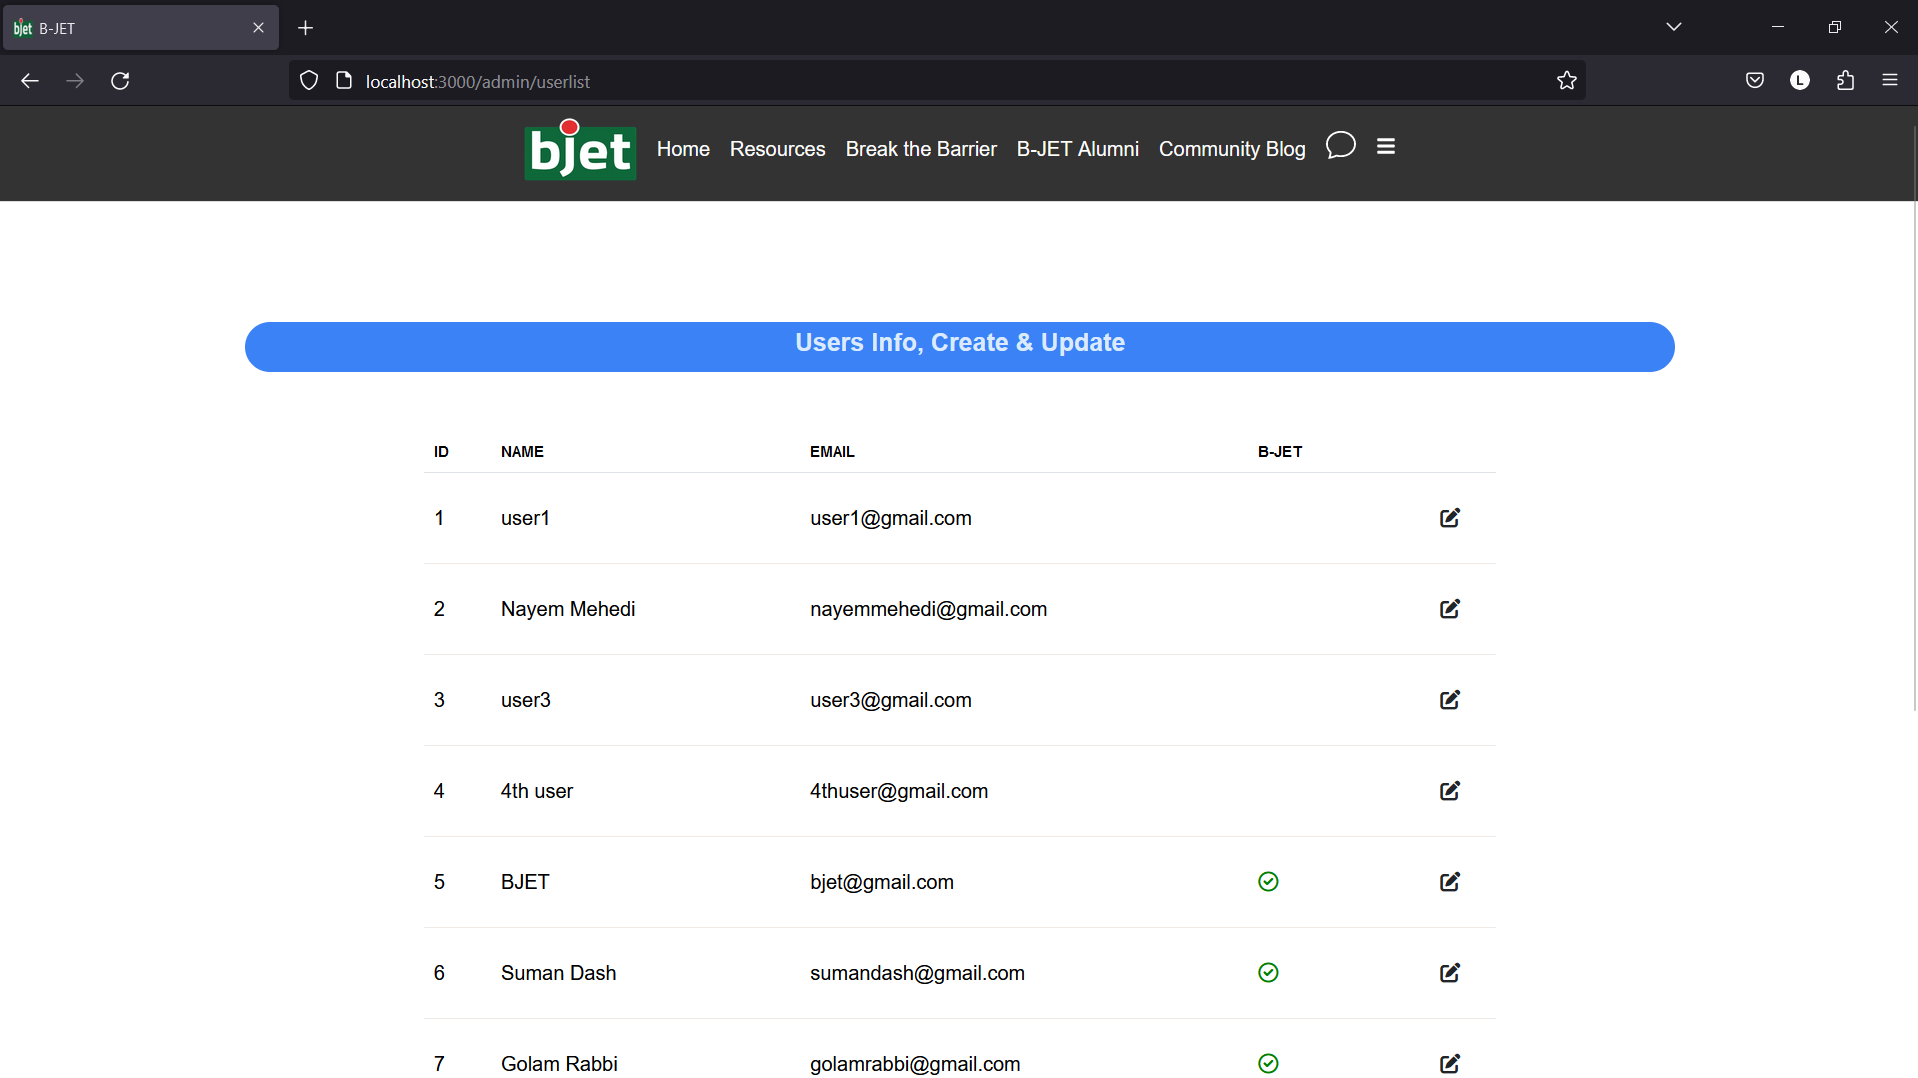 bjet B-JET
localhost:3000/admin/userlist
L
bjet Home Resources Break the Barrier B-JET Alumni Community Blog
Users Info, Create & Update
ID NAME EMAIL B-JET
1 user1 user1@gmail.com
2 Nayem Mehedi nayemmehedi@gmail.com
3 user3 user3@gmail.com
4 4th user 4thuser@gmail.com
5 BJET bjet@gmail.com
6 Suman Dash sumandash@gmail.com
7 Golam Rabbi golamrabbi@gmail.com